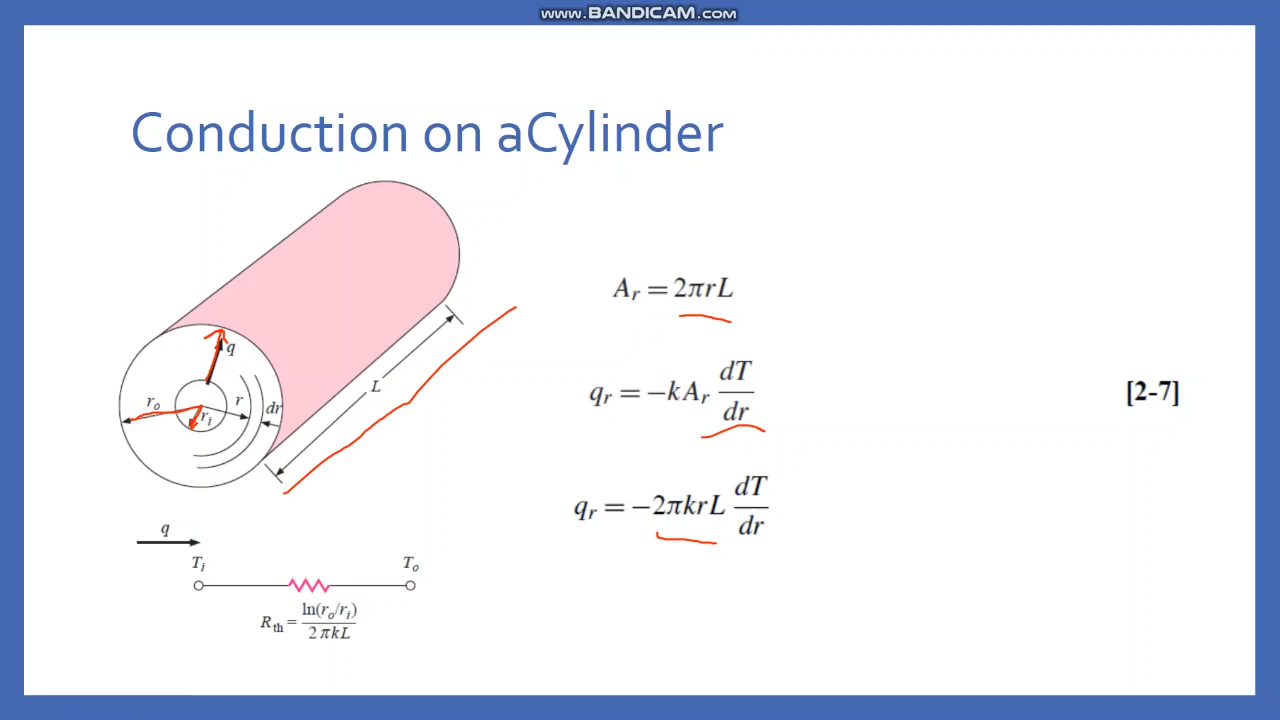 www.BANDICAM.com
Conduction on aCylinder
q
r_o
r_i
r
dr
L
A_r = 2πrL
q_r = −kA_r dT/dr
[2-7]
q_r = −2πkrL dT/dr
q
T_i
T_o
R_th = ln(r_o/r_i)/2πkL